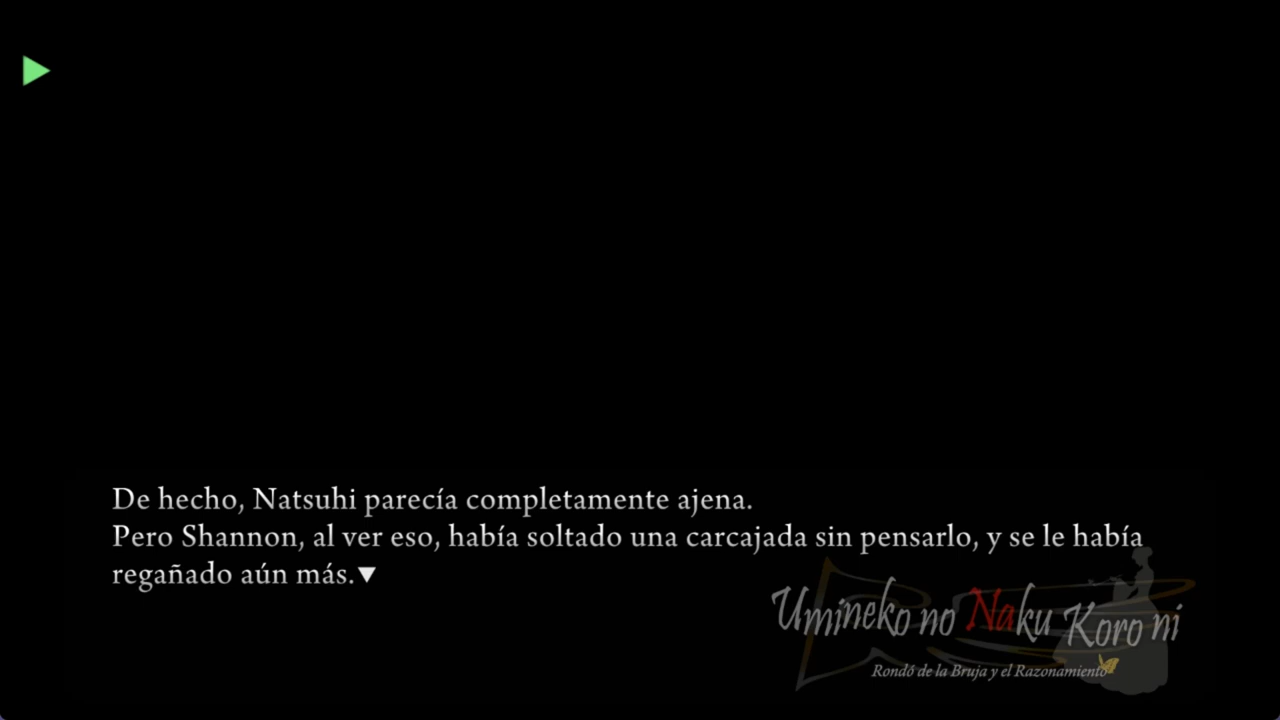 De hecho, Natsuhi parecía completamente ajena.
Pero Shannon, al ver eso, había soltado una carcajada sin pensarlo, y se le había
regañado aún más.
Umineko no Naku Koro ni
Rondó de la Bruja y el Razonamiento